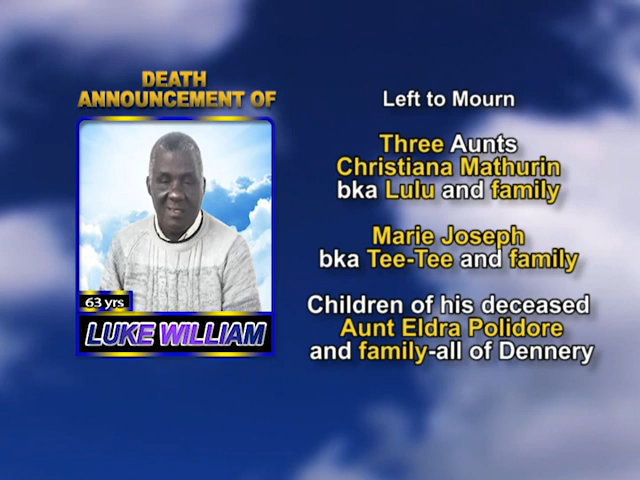 DEATH
ANNOUNCEMENT OF
63 yrs
LUKE WILLIAM
Left to Mourn
Three Aunts
Christiana Mathurin
bka Lulu and family
Marie Joseph
bka Tee-Tee and family
Children of his deceased
Aunt Eldra Polidore
and family-all of Dennery